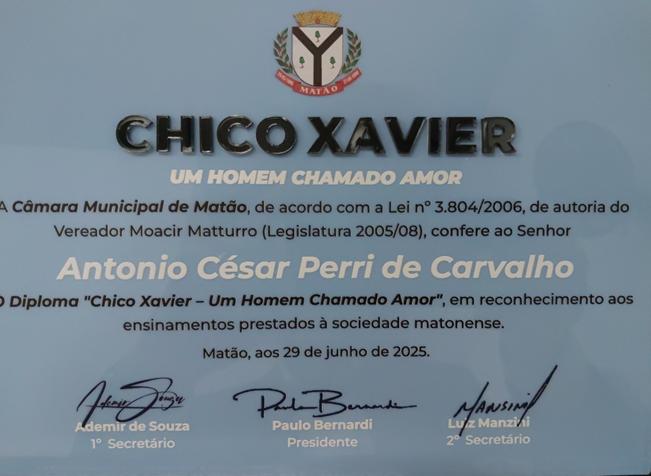 MATÃO
CHICO XAVIER
UM HOMEM CHAMADO AMOR
A Câmara Municipal de Matão, de acordo com a Lei nº 3.804/2006, de autoria do
Vereador Moacir Matturro (Legislatura 2005/08), confere ao Senhor
Antonio César Perri de Carvalho
O Diploma "Chico Xavier – Um Homem Chamado Amor", em reconhecimento aos
ensinamentos prestados à sociedade matonense.
Matão, aos 29 de junho de 2025.
Ademir de Souza
1º Secretário
Paulo Bernardi
Presidente
Luiz Manzini
2º Secretário